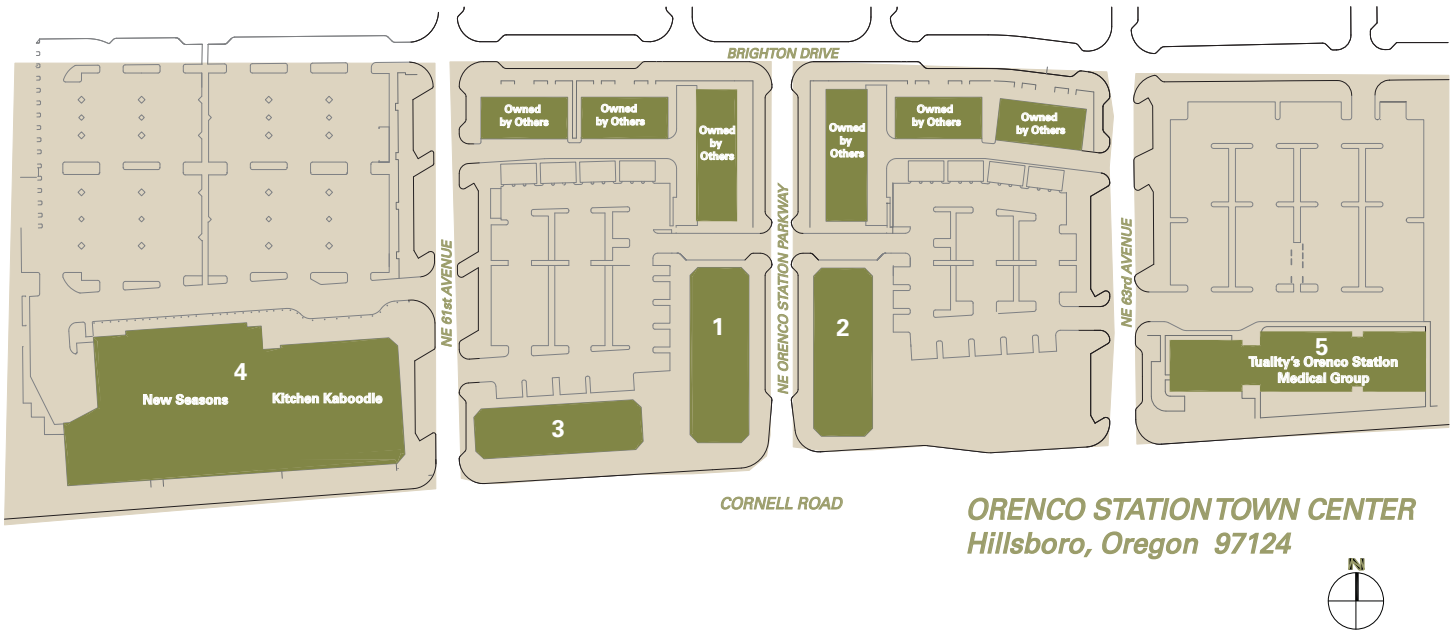 BRIGHTON DRIVE
Owned
by Others
Owned
by Others
Owned
by
Others
Owned
by
Others
Owned
by Others
Owned
by Others
NE 61st AVENUE
NE ORENCO STATION PARKWAY
NE 63rd AVENUE
4
New Seasons
Kitchen Kaboodle
3
1
2
5
Tuality's Orenco Station
Medical Group
CORNELL ROAD
ORENCO STATION TOWN CENTER
Hillsboro, Oregon 97124
N